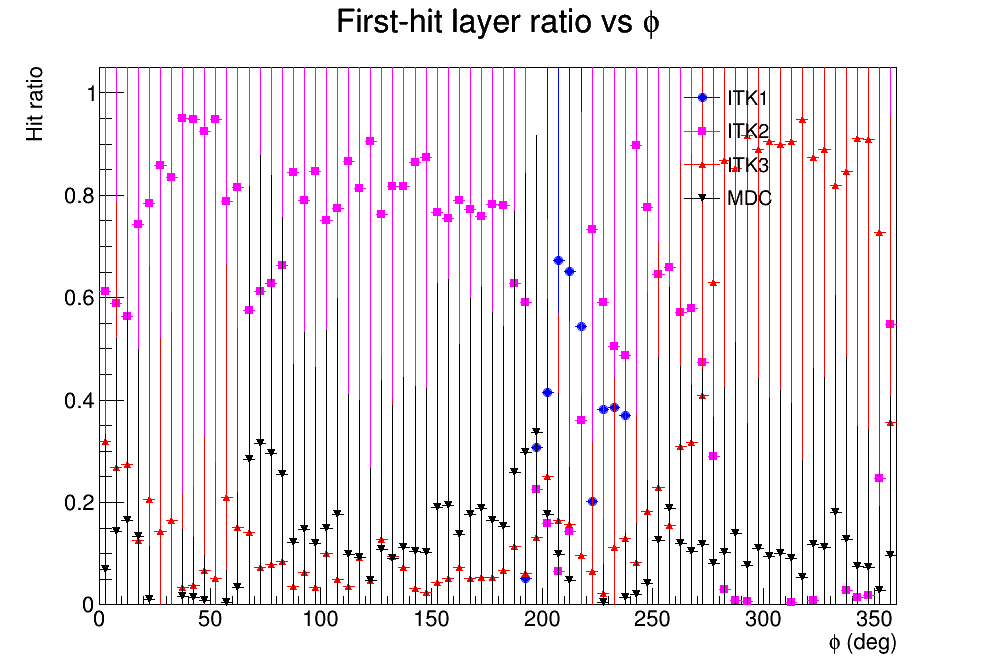 First-hit layer ratio vs ϕ
Hit ratio
1
0.8
0.6
0.4
0.2
0
ITK1
ITK2
ITK3
MDC
0 50 100 150 200 250 300 350
ϕ (deg)